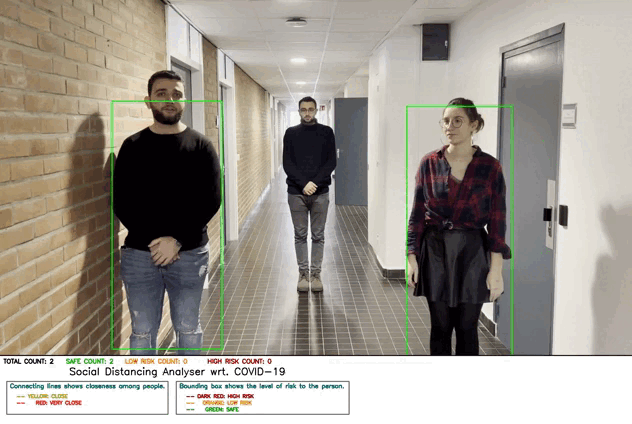 TOTAL COUNT: 2 SAFE COUNT: 2 LOW RISK COUNT: 0 HIGH RISK COUNT: 0
Social Distancing Analyser wrt. COVID-19
Connecting lines shows closeness among people.
-- YELLOW: CLOSE
-- RED: VERY CLOSE
Bounding box shows the level of risk to the person.
-- DARK RED: HIGH RISK
-- ORANGE: LOW RISK
-- GREEN: SAFE